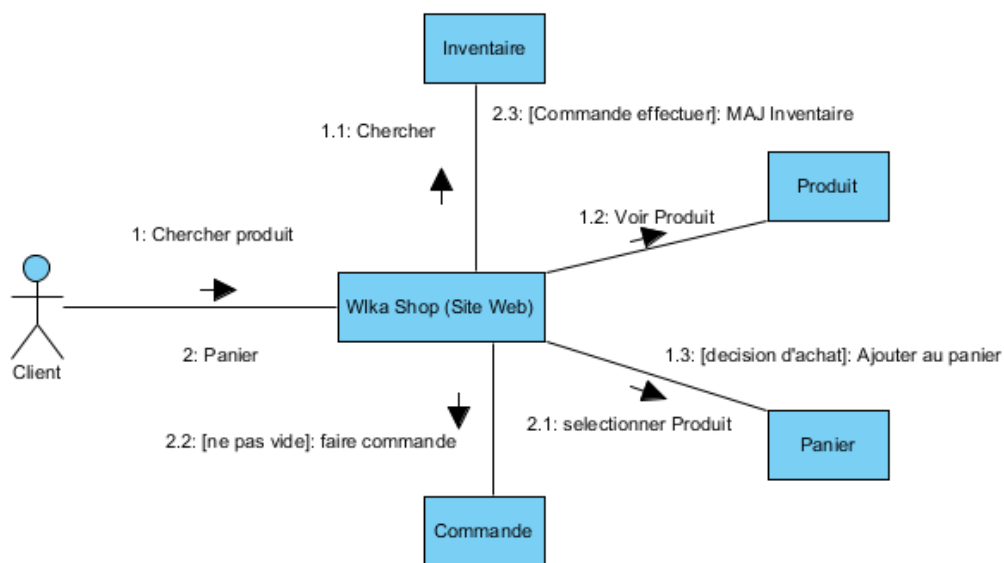 Inventaire
2.3: [Commande effectuer]: MAJ Inventaire
1.1: Chercher
Produit
1.2: Voir Produit
1: Chercher produit
Wlka Shop (Site Web)
2: Panier
1.3: [decision d'achat]: Ajouter au panier
Client
2.1: selectionner Produit
2.2: [ne pas vide]: faire commande
Panier
Commande